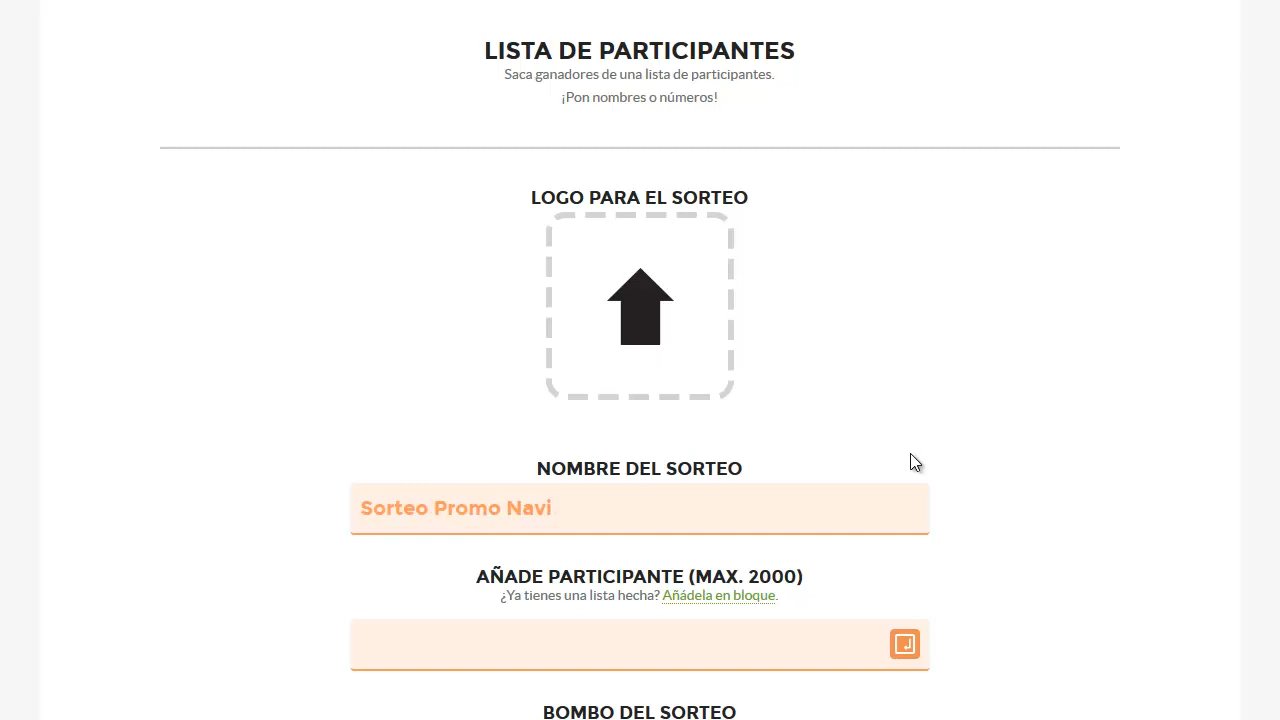 LISTA DE PARTICIPANTES
Saca ganadores de una lista de participantes.
¡Pon nombres o números!
LOGO PARA EL SORTEO
NOMBRE DEL SORTEO
Sorteo Promo Navi
AÑADE PARTICIPANTE (MAX. 2000)
¿Ya tienes una lista hecha? Añádela en bloque.
BOMBO DEL SORTEO